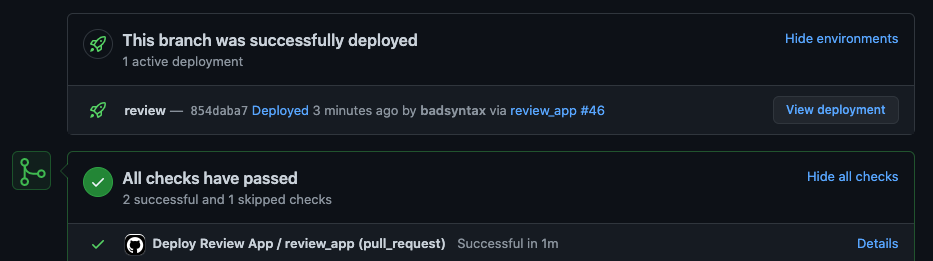 This branch was successfully deployed
Hide environments
1 active deployment
review — 854daba7 Deployed 3 minutes ago by badsyntax via review_app #46
View deployment
All checks have passed
Hide all checks
2 successful and 1 skipped checks
Deploy Review App / review_app (pull_request) Successful in 1m
Details